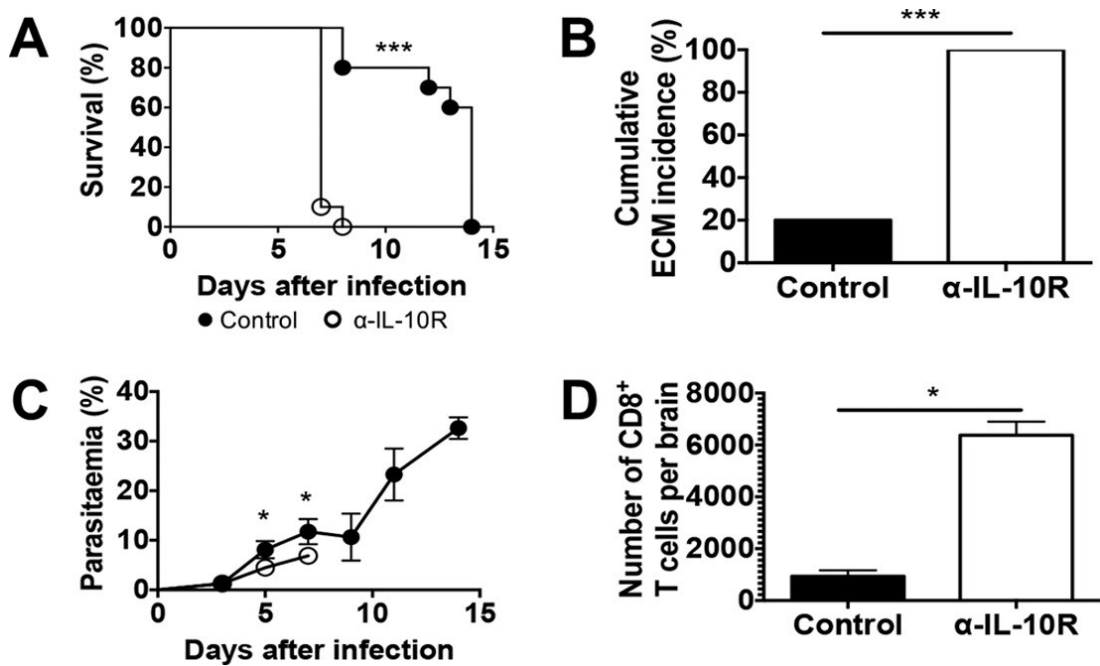 A
Survival (%)
100
80
60
40
20
0
***
0
5
10
15
Days after infection
Control
α-IL-10R
B
Cumulative
ECM incidence (%)
100
80
60
40
20
0
***
Control
α-IL-10R
C
Parasitaemia (%)
40
30
20
10
0
*
*
0
5
10
15
Days after infection
D
Number of CD8⁺
T cells per brain
8000
6000
4000
2000
0
*
Control
α-IL-10R